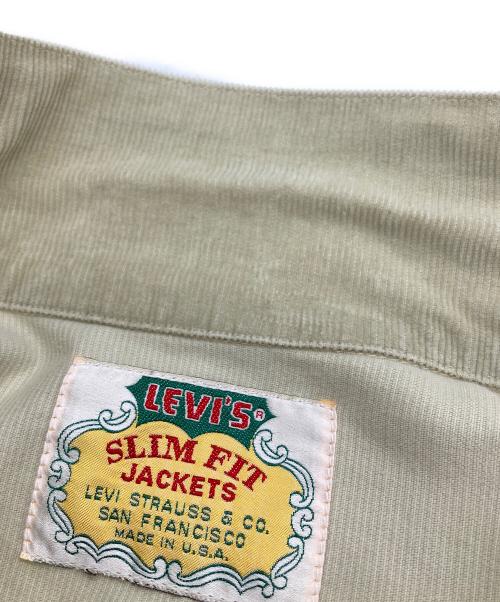 LEVI'S®
SLIM FIT
JACKETS
LEVI STRAUSS & CO.
SAN FRANCISCO
MADE IN U.S.A.